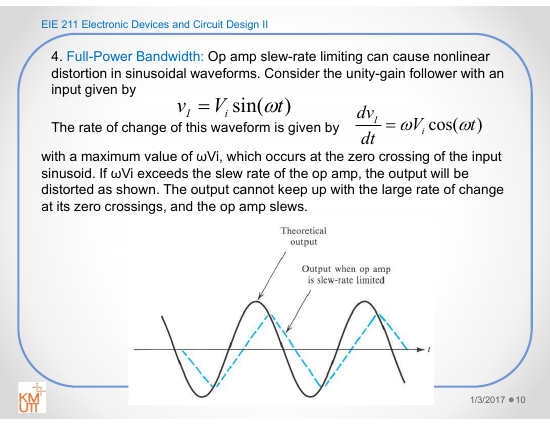 EIE 211 Electronic Devices and Circuit Design II
4. Full-Power Bandwidth: Op amp slew-rate limiting can cause nonlinear
distortion in sinusoidal waveforms. Consider the unity-gain follower with an
input given by
v_I = V_i sin(ωt)
The rate of change of this waveform is given by dv_I/dt = ωV_i cos(ωt)
with a maximum value of ωVi, which occurs at the zero crossing of the input
sinusoid. If ωVi exceeds the slew rate of the op amp, the output will be
distorted as shown. The output cannot keep up with the large rate of change
at its zero crossings, and the op amp slews.
Theoretical
output
Output when op amp
is slew-rate limited
t
KM
UTT
1/3/2017 ● 10